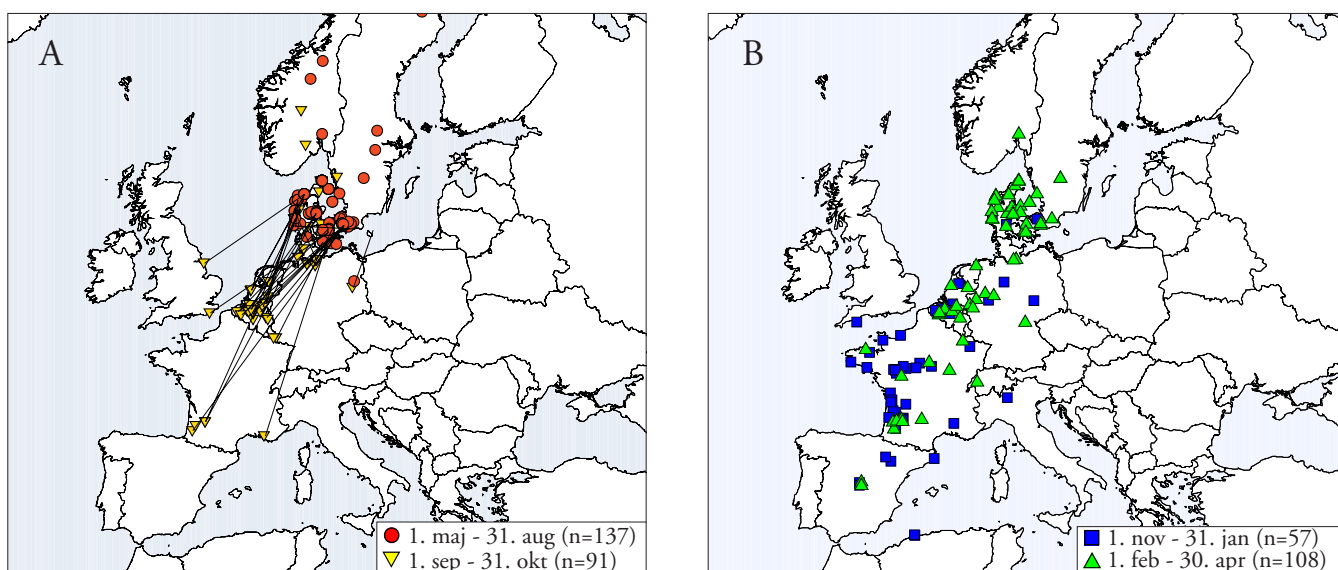 A
1. maj - 31. aug (n=137)
1. sep - 31. okt (n=91)
B
1. nov - 31. jan (n=57)
1. feb - 30. apr (n=108)